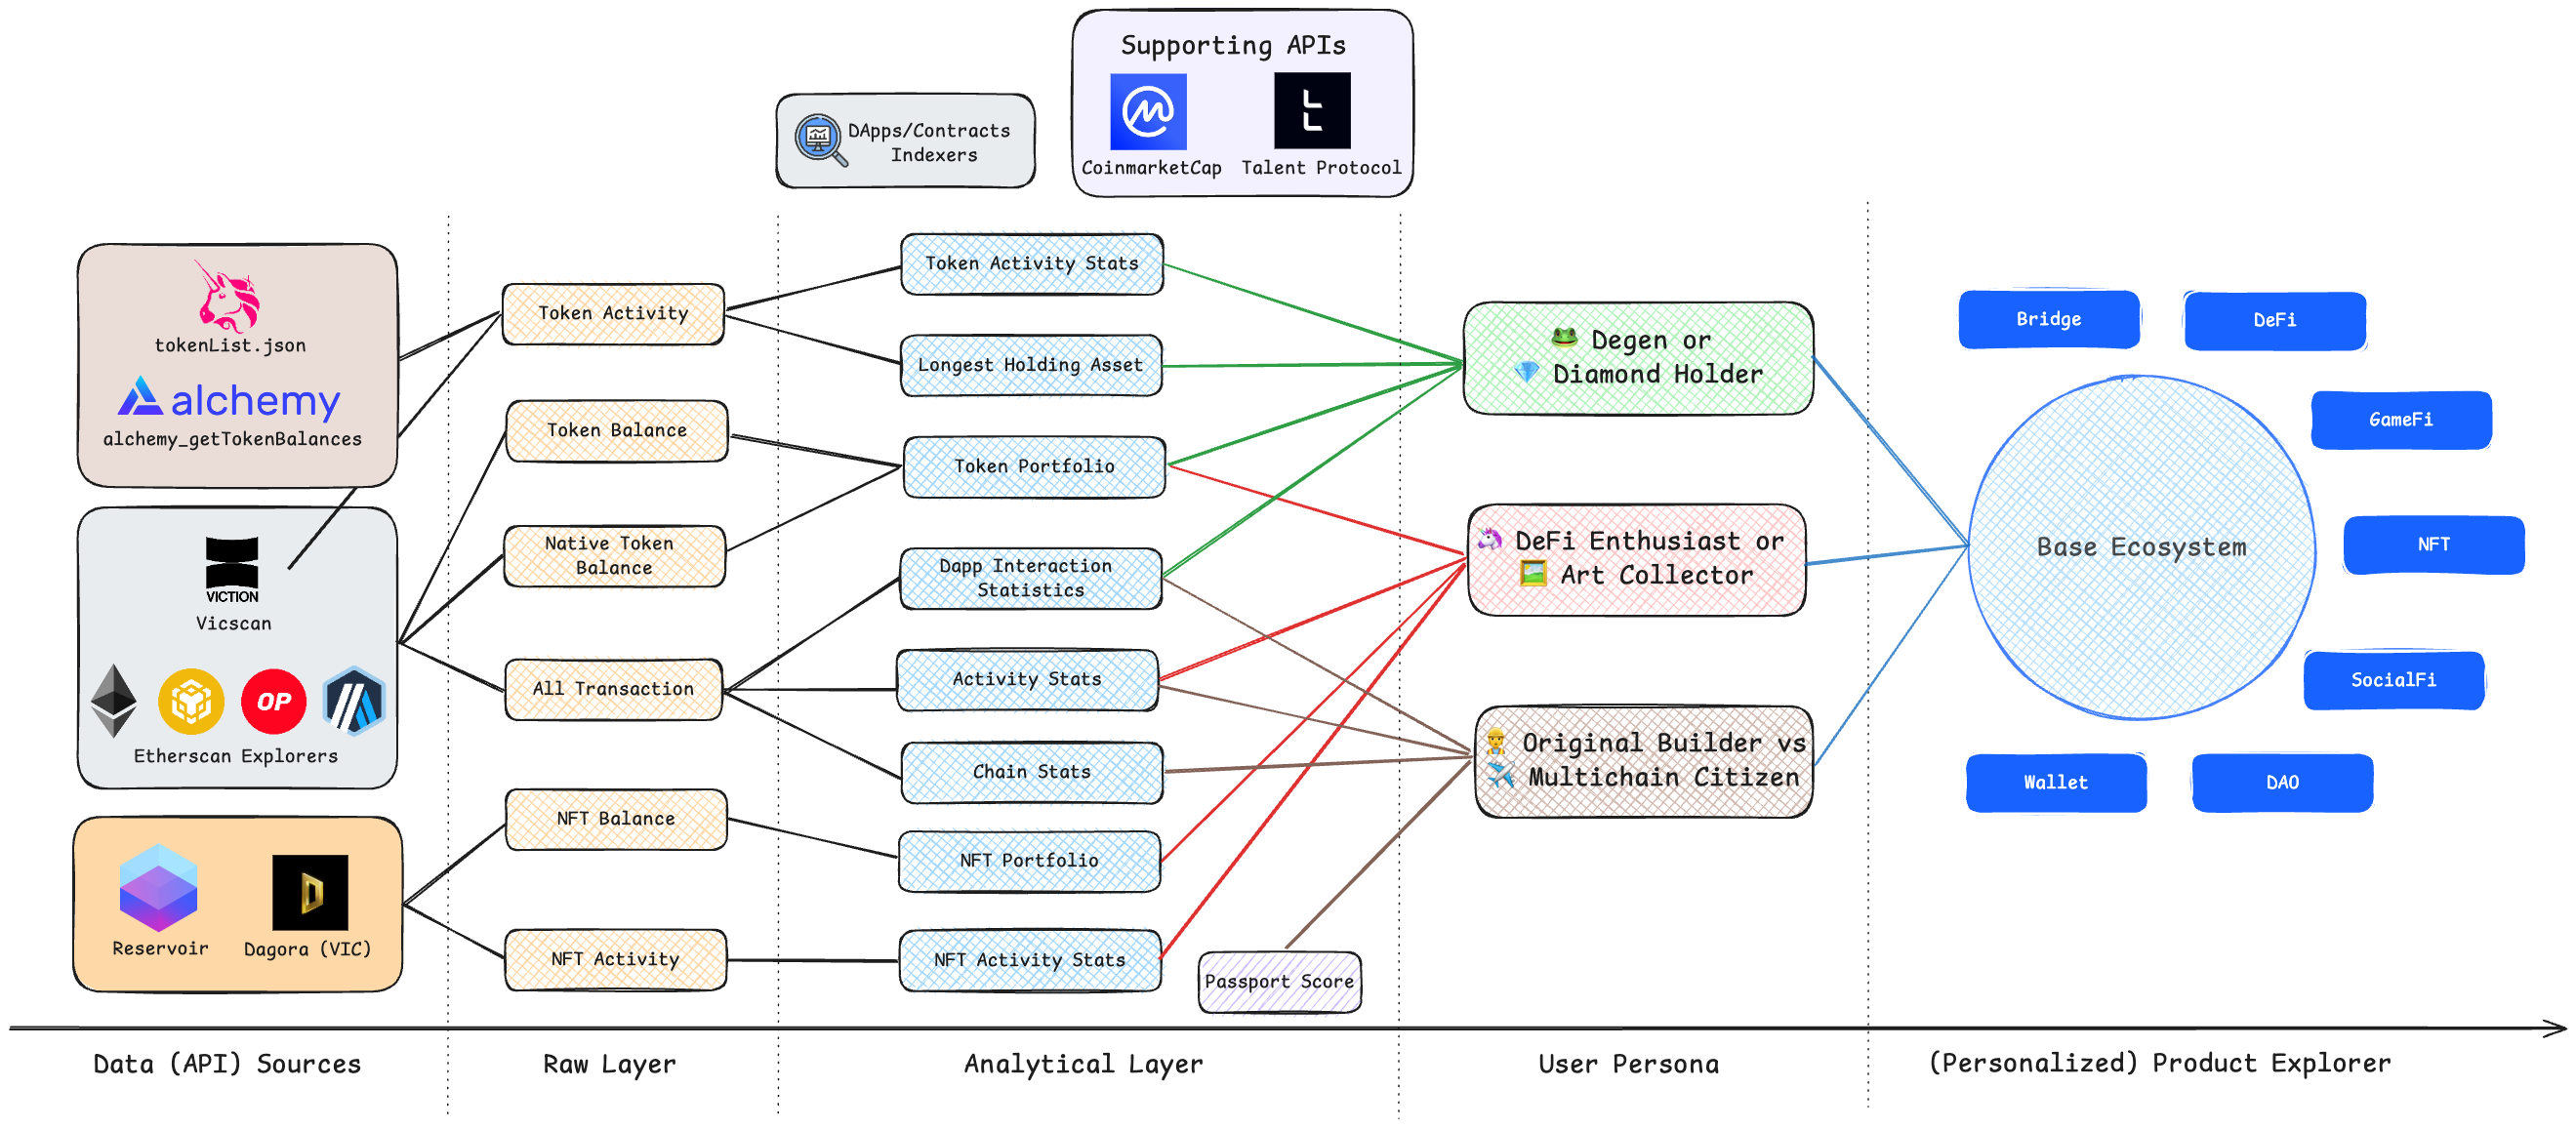 Supporting APIs
CoinmarketCap
Talent Protocol
DApps/Contracts
Indexers
tokenList.json
alchemy
alchemy_getTokenBalances
VICTION
Vicscan
OP
Etherscan Explorers
Reservoir
Dagora (VIC)
Token Activity
Token Balance
Native Token
Balance
All Transaction
NFT Balance
NFT Activity
Token Activity Stats
Longest Holding Asset
Token Portfolio
Dapp Interaction
Statistics
Activity Stats
Chain Stats
NFT Portfolio
NFT Activity Stats
Passport Score
🐸 Degen or
💎 Diamond Holder
🦄 DeFi Enthusiast or
🖼️ Art Collector
👷 Original Builder vs
✈️ Multichain Citizen
Bridge
DeFi
GameFi
NFT
SocialFi
DAO
Wallet
Base Ecosystem
Data (API) Sources
Raw Layer
Analytical Layer
User Persona
(Personalized) Product Explorer